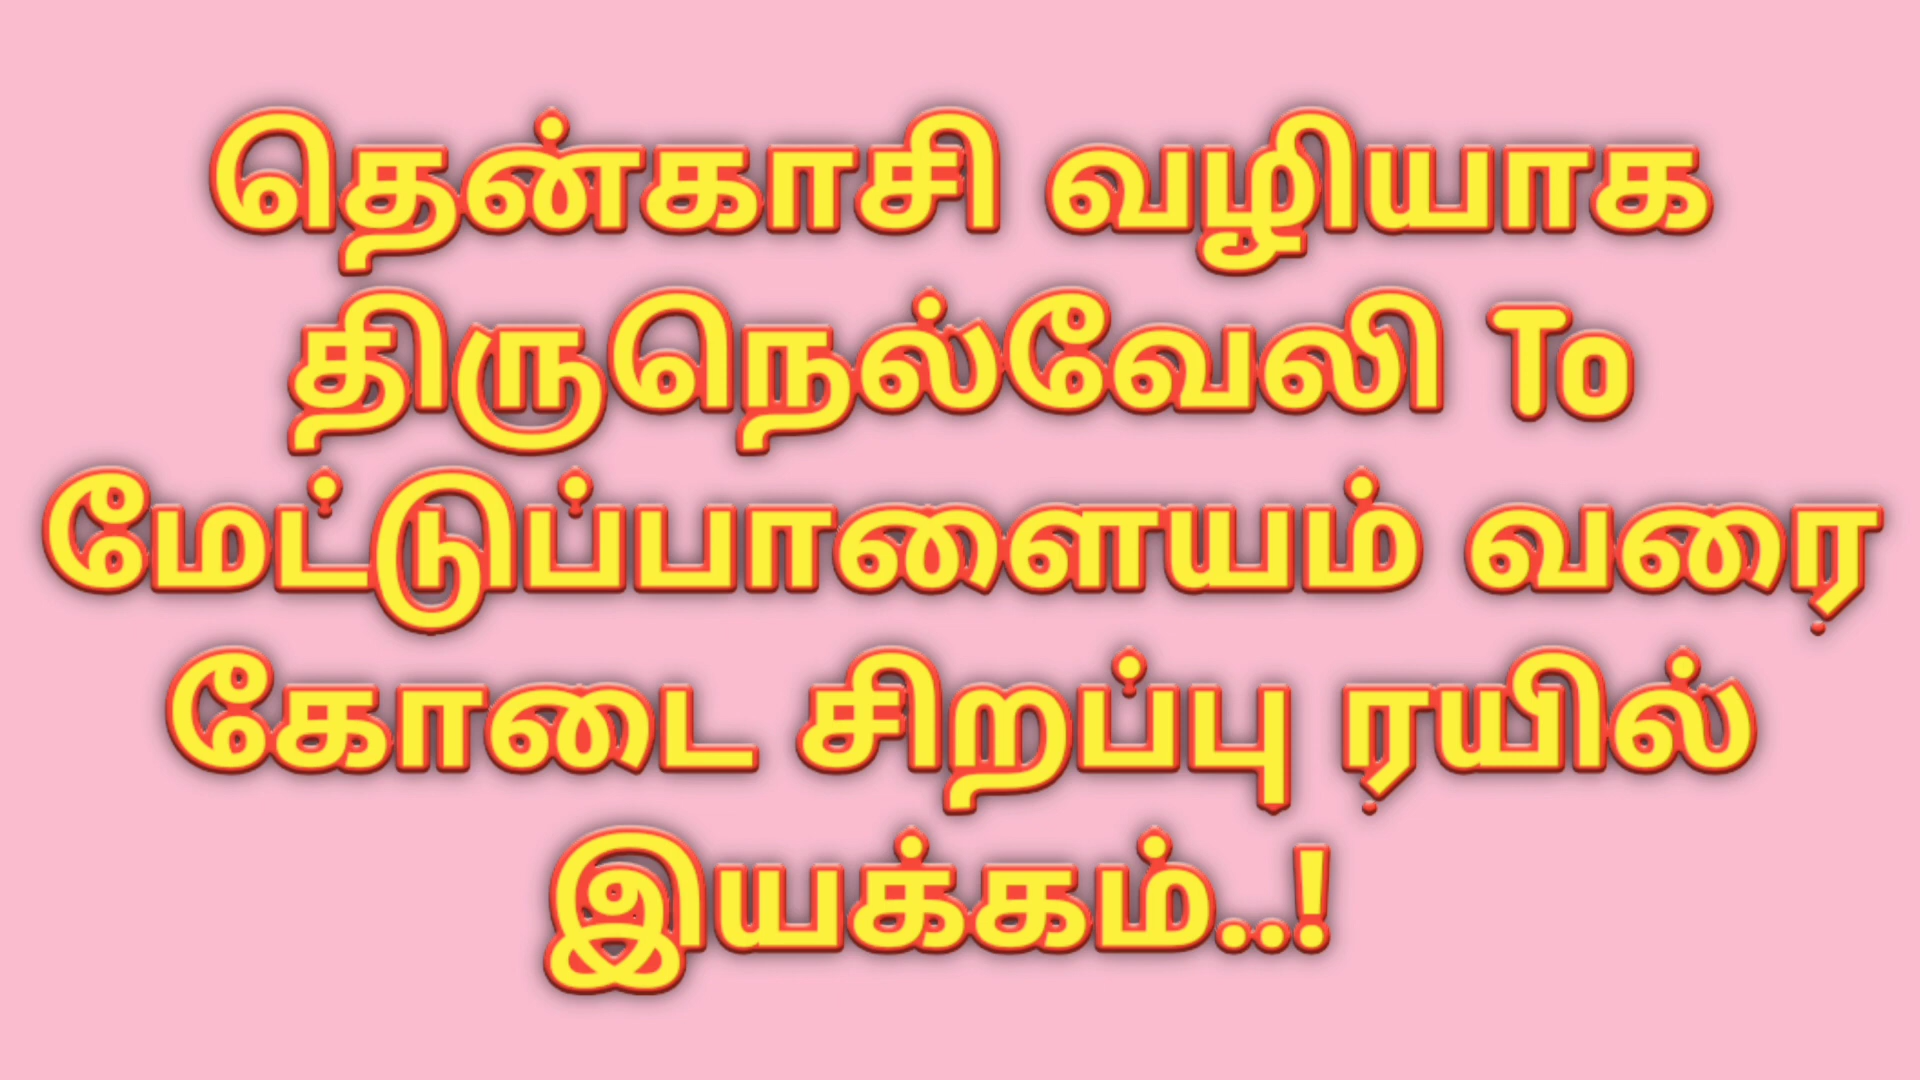 தென்காசி வழியாக
திருநெல்வேலி To
மேட்டுப்பாளையம் வரை
கோடை சிறப்பு ரயில்
இயக்கம்..!